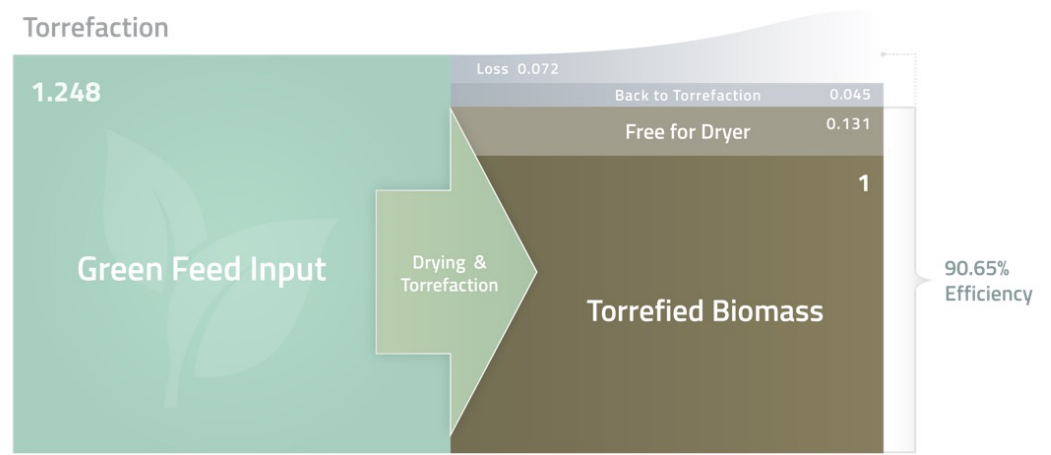 Torrefaction
1.248
Loss 0.072
Back to Torrefaction 0.045
Free for Dryer 0.131
1
Green Feed Input
Drying &
Torrefaction
Torrefied Biomass
90.65%
Efficiency